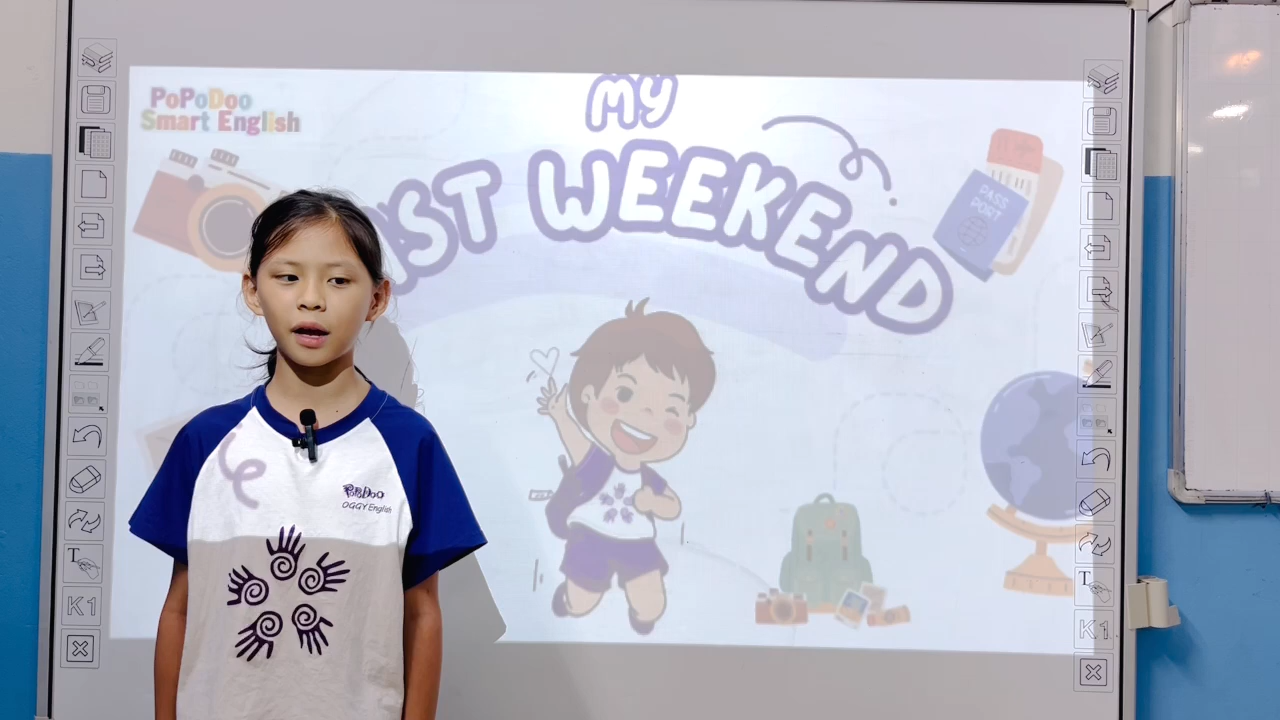 PoPoDoo
Smart English
MY
ST WEEKEND
PASS
PORT
PoPoDoo
OGGY English
T
K1
T
K1